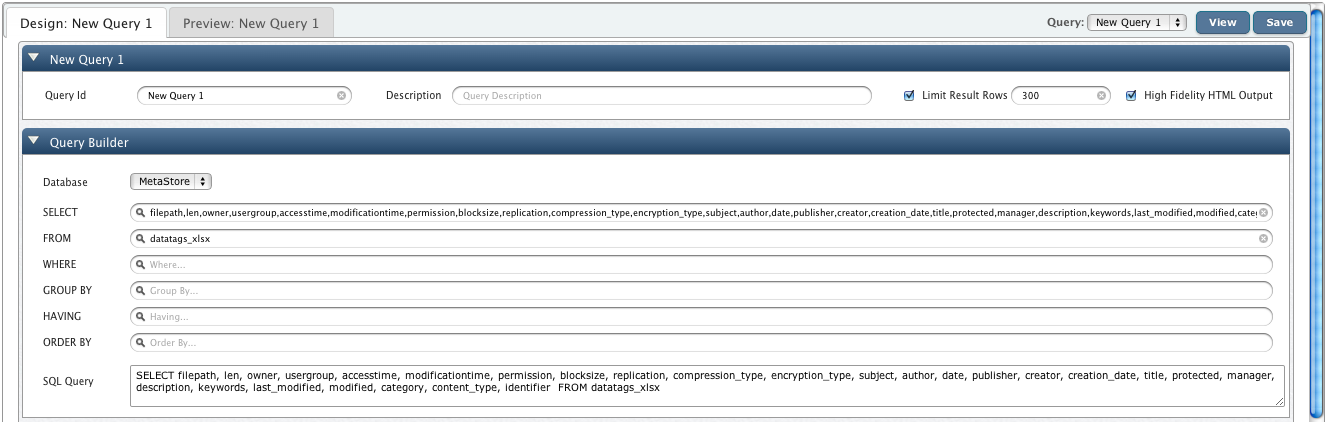 Design: New Query 1 Preview: New Query 1 Query: New Query 1 View Save
New Query 1
Query Id New Query 1 Description Query Description Limit Result Rows 300 High Fidelity HTML Output
Query Builder
Database MetaStore
SELECT filepath,len,owner,usergroup,accesstime,modificationtime,permission,blocksize,replication,compression_type,encryption_type,subject,author,date,publisher,creator,creation_date,title,protected,manager,description,keywords,last_modified,modified,categ
FROM datatags_xlsx
WHERE Where...
GROUP BY Group By...
HAVING Having...
ORDER BY Order By...
SQL Query SELECT filepath, len, owner, usergroup, accesstime, modificationtime, permission, blocksize, replication, compression_type, encryption_type, subject, author, date, publisher, creator, creation_date, title, protected, manager,
description, keywords, last_modified, modified, category, content_type, identifier  FROM datatags_xlsx